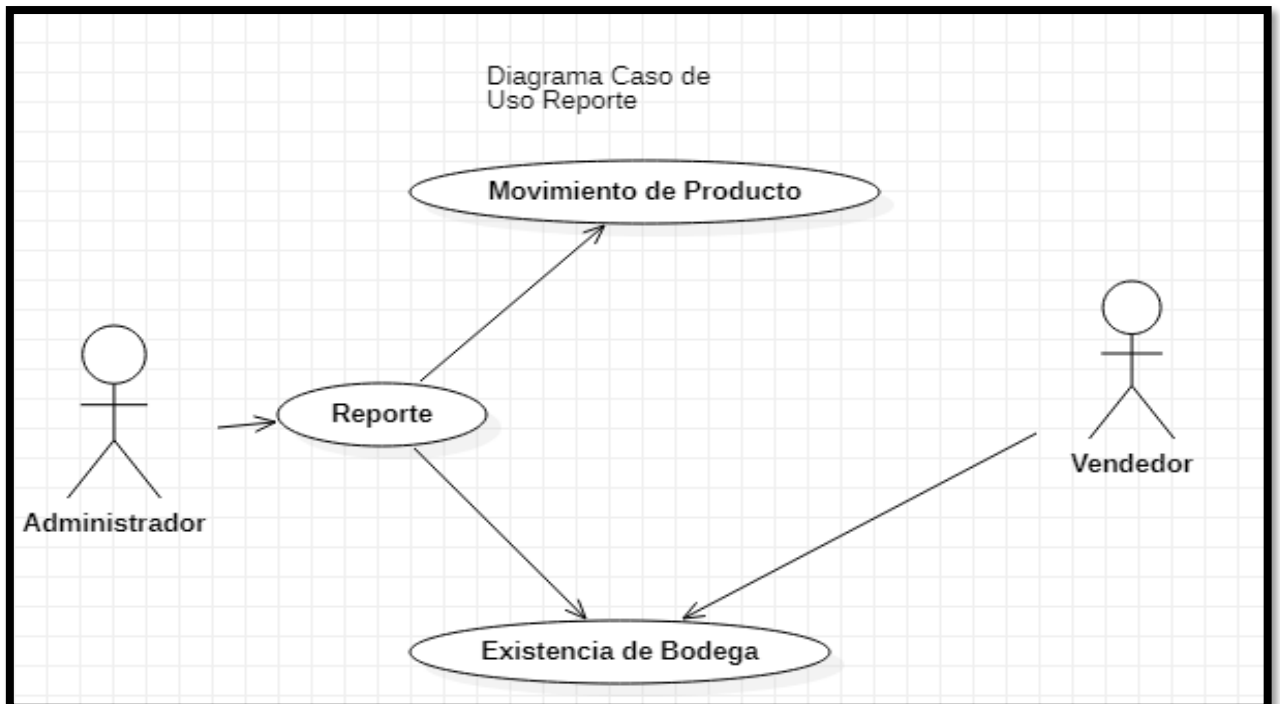 Diagrama Caso de
Uso Reporte
Movimiento de Producto
Reporte
Administrador
Vendedor
Existencia de Bodega